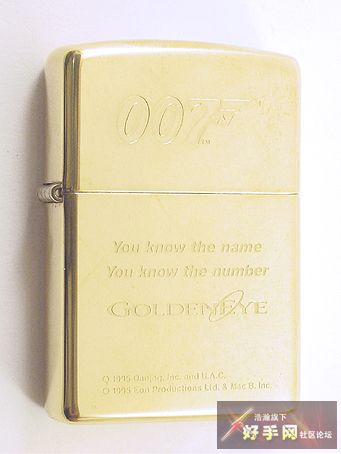 007
TM
You know the name
You know the number
GOLDENEYE
© 1995 Danjaq, Inc. and U.A.C.
© 1995 Eon Productions Ltd. & Mac B. Inc.
浩瀚旗下
好手网 社区论坛